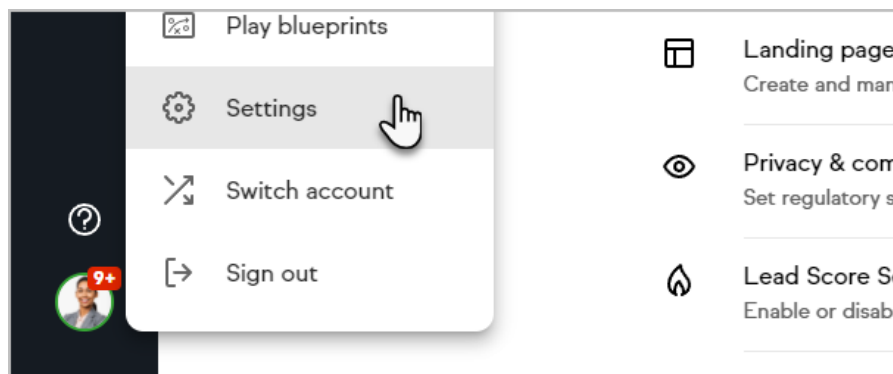 Play blueprints
Settings
Switch account
Sign out
9+
Landing page
Create and man
Privacy & com
Set regulatory s
Lead Score S
Enable or disab